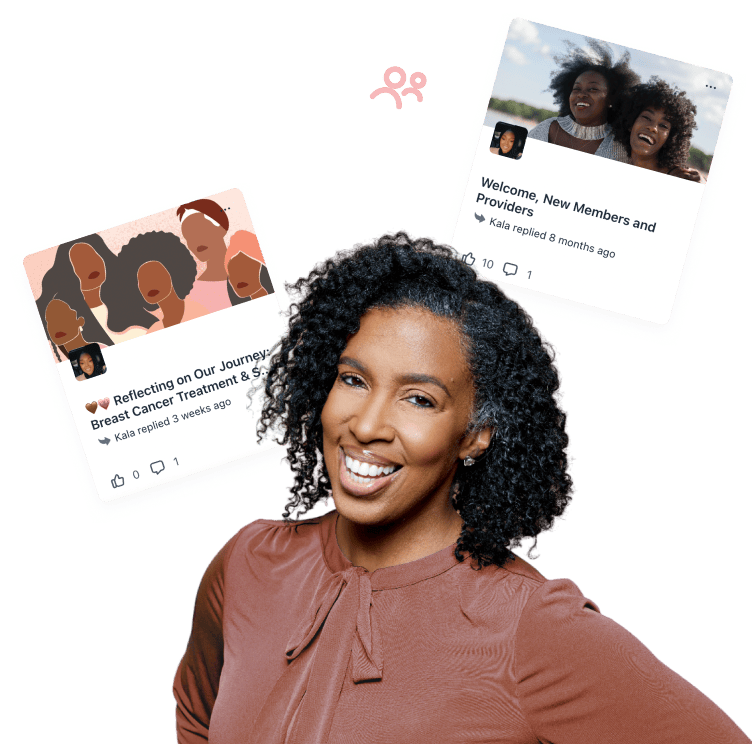 Welcome, New Members and
Providers
Kala replied 8 months ago
10 1
🤎🩷 Reflecting on Our Journey:
Breast Cancer Treatment & S...
Kala replied 3 weeks ago
0 1